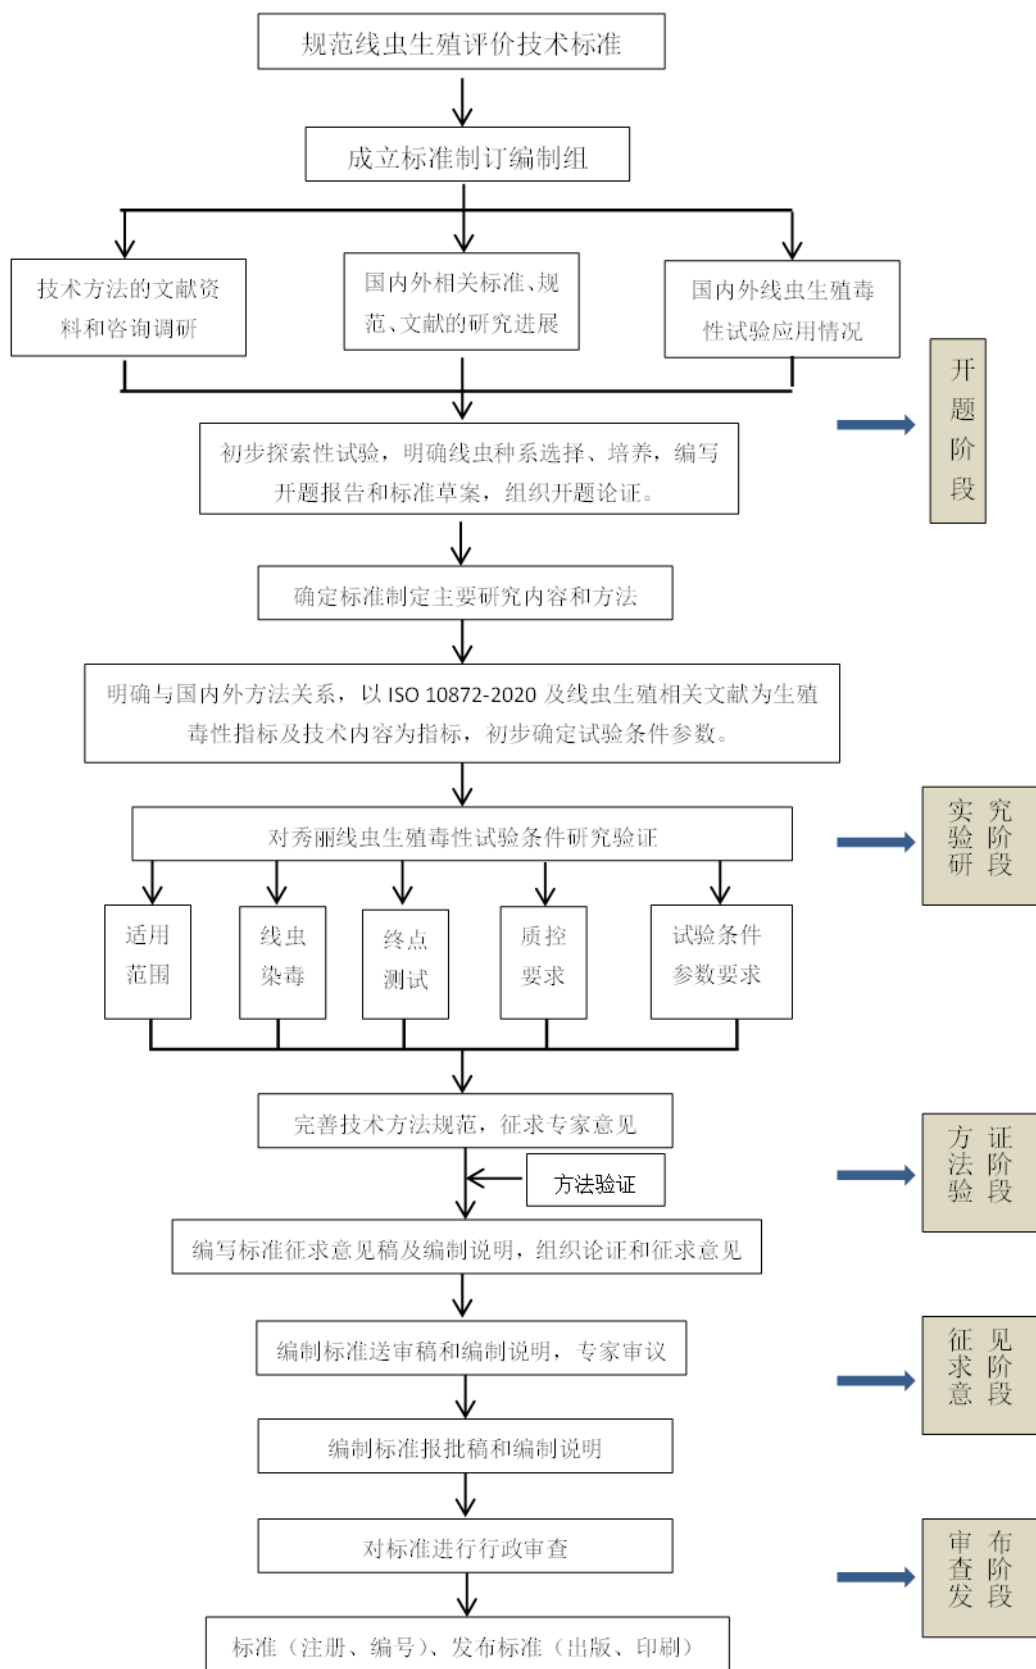 规范线虫生殖评价技术标准
成立标准制订编制组
技术方法的文献资
料和咨询调研
国内外相关标准、规
范、文献的研究进展
国内外线虫生殖毒
性试验应用情况
开
题
阶
段
初步探索性试验，明确线虫种系选择、培养，编写
开题报告和标准草案，组织开题论证。
确定标准制定主要研究内容和方法
明确与国内外方法关系，以 ISO 10872-2020 及线虫生殖相关文献为生殖
毒性指标及技术内容为指标，初步确定试验条件参数。
对秀丽线虫生殖毒性试验条件研究验证
实 究
验 阶
研 段
适用
范围
线虫
染毒
终点
测试
质控
要求
试验条件
参数要求
完善技术方法规范，征求专家意见
方法验证
方 证
法 阶
验 段
编写标准征求意见稿及编制说明，组织论证和征求意见
编制标准送审稿和编制说明，专家审议
征 见
求 阶
意 段
编制标准报批稿和编制说明
对标准进行行政审查
审 布
查 阶
发 段
标准（注册、编号）、发布标准（出版、印刷）